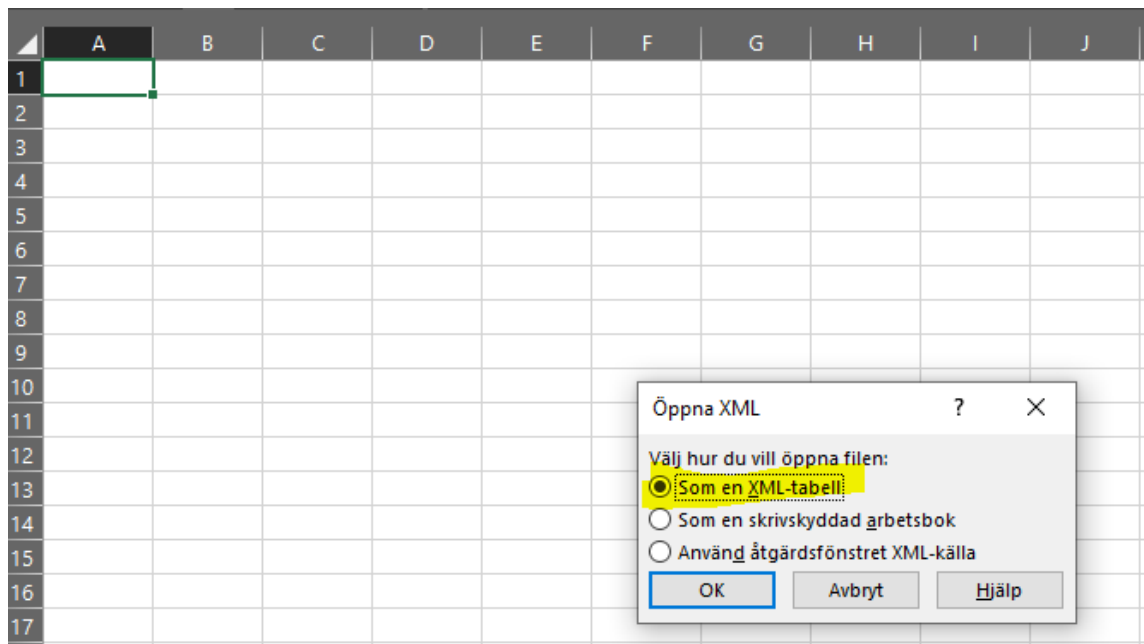 A B C D E F G H I J
1
2
3
4
5
6
7
8
9
10
11
12
13
14
15
16
17
Öppna XML ?
Välj hur du vill öppna filen:
Som en XML-tabell
Som en skrivskyddad arbetsbok
Använd åtgärdsfönstret XML-källa
OK Avbryt Hjälp